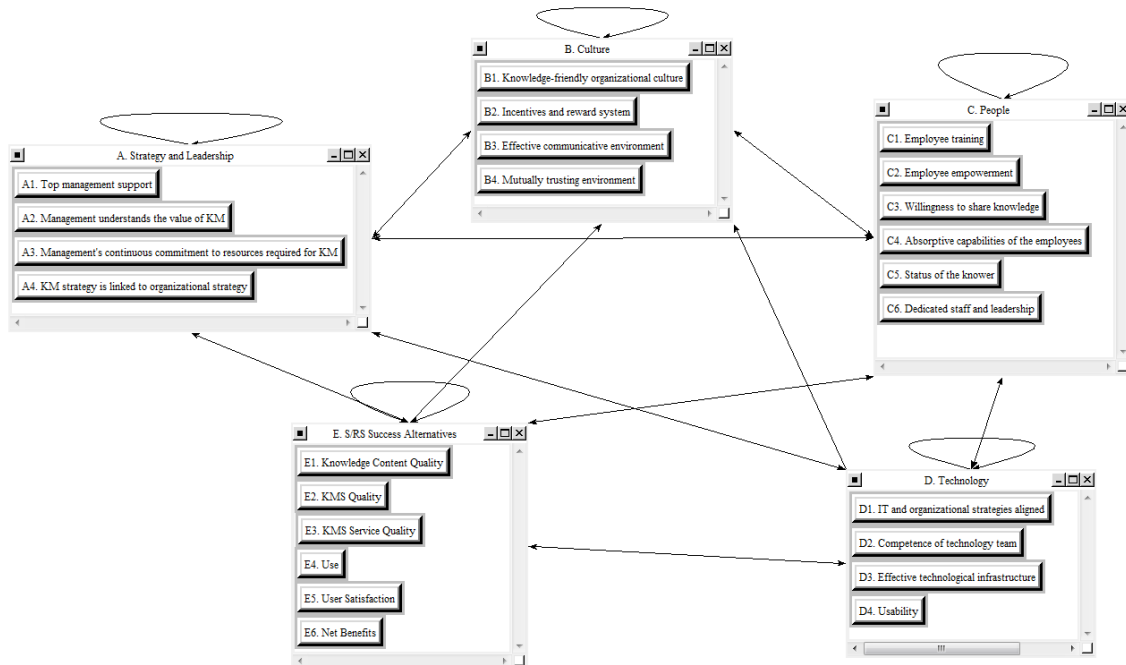 A. Strategy and Leadership
A1. Top management support
A2. Management understands the value of KM
A3. Management's continuous commitment to resources required for KM
A4. KM strategy is linked to organizational strategy
B. Culture
B1. Knowledge-friendly organizational culture
B2. Incentives and reward system
B3. Effective communicative environment
B4. Mutually trusting environment
C. People
C1. Employee training
C2. Employee empowerment
C3. Willingness to share knowledge
C4. Absorptive capabilities of the employees
C5. Status of the knower
C6. Dedicated staff and leadership
E. S/RS Success Alternatives
E1. Knowledge Content Quality
E2. KMS Quality
E3. KMS Service Quality
E4. Use
E5. User Satisfaction
E6. Net Benefits
D. Technology
D1. IT and organizational strategies aligned
D2. Competence of technology team
D3. Effective technological infrastructure
D4. Usability